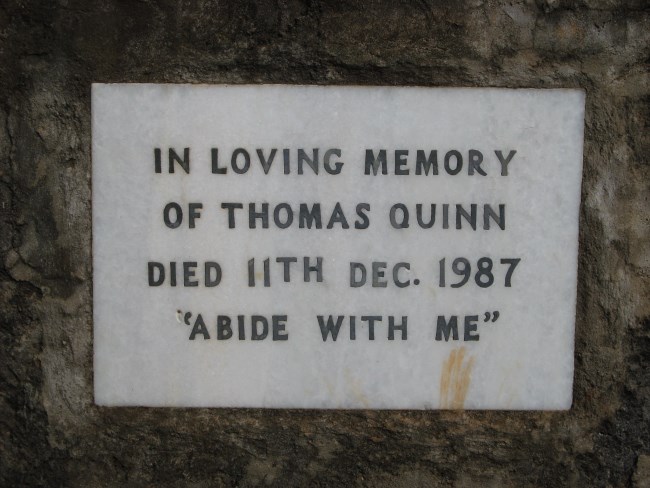 IN LOVING MEMORY
OF THOMAS QUINN
DIED 11TH DEC. 1987
"ABIDE WITH ME"